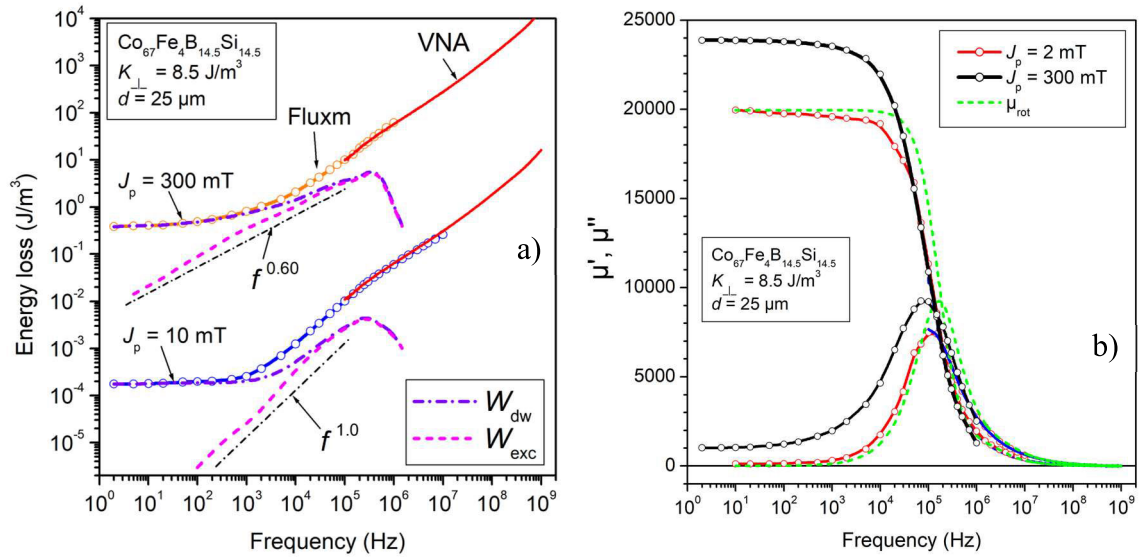 Co67Fe4B14.5Si14.5
K⊥ = 8.5 J/m³
d = 25 µm
VNA
Fluxm
Jp = 300 mT
f 0.60
a)
Jp = 10 mT
f 1.0
Wdw
Wexc
Energy loss (J/m³)
10⁴
10³
10²
10¹
10⁰
10⁻¹
10⁻²
10⁻³
10⁻⁴
10⁻⁵
10⁰ 10¹ 10² 10³ 10⁴ 10⁵ 10⁶ 10⁷ 10⁸ 10⁹
Frequency (Hz)
Jp = 2 mT
Jp = 300 mT
µrot
Co67Fe4B14.5Si14.5
K⊥ = 8.5 J/m³
d = 25 µm
b)
µ', µ''
25000
20000
15000
10000
5000
0
10⁰ 10¹ 10² 10³ 10⁴ 10⁵ 10⁶ 10⁷ 10⁸ 10⁹
Frequency (Hz)